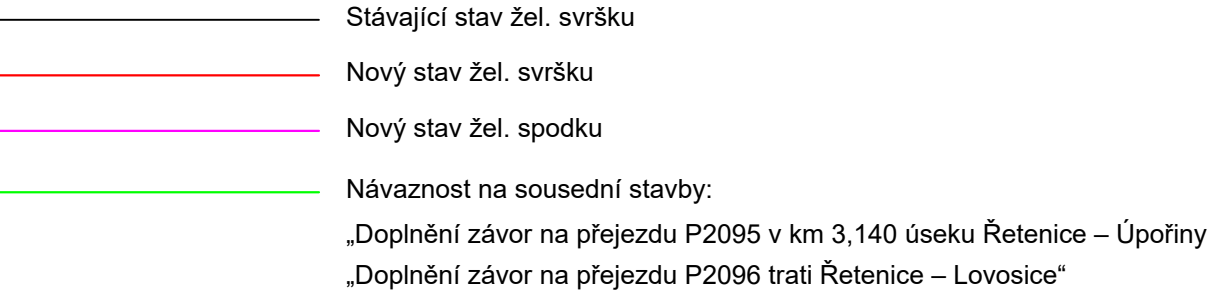 Stávající stav žel. svršku
Nový stav žel. svršku
Nový stav žel. spodku
Návaznost na sousední stavby:
„Doplnění závor na přejezdu P2095 v km 3,140 úseku Řetenice – Úpořiny
„Doplnění závor na přejezdu P2096 trati Řetenice – Lovosice“